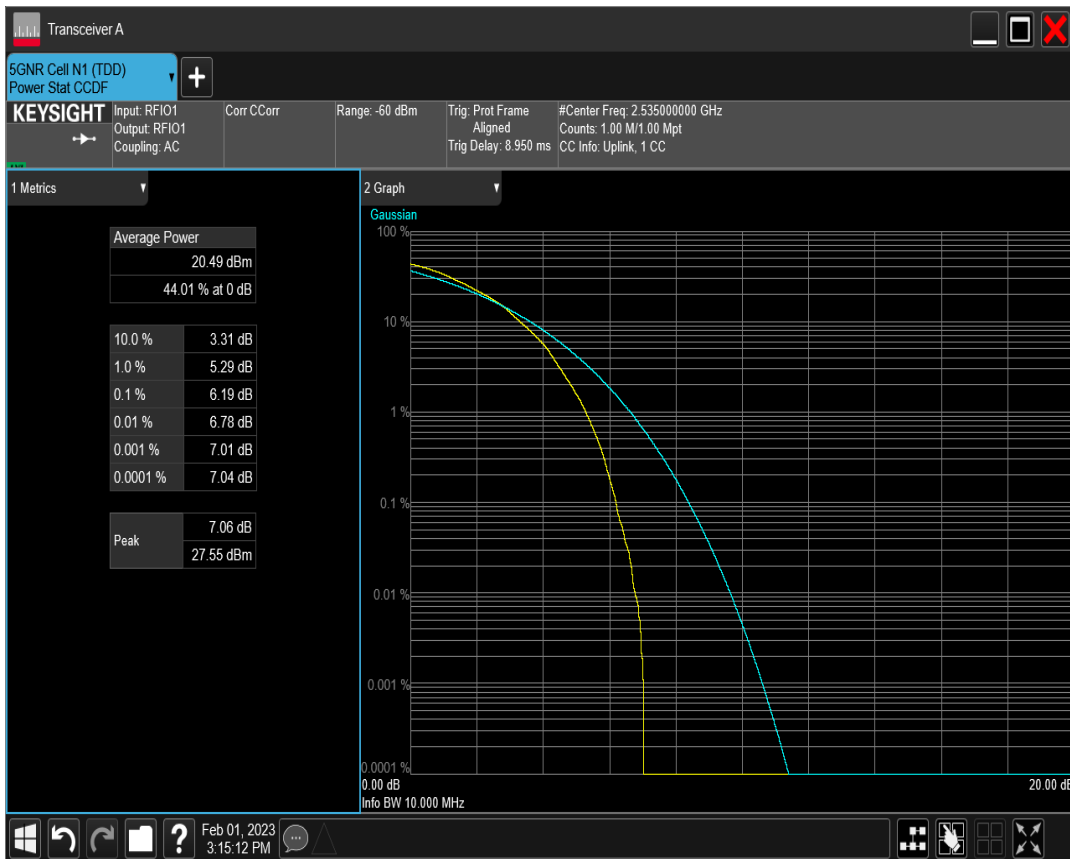 Transceiver A
5GNR Cell N1 (TDD)
Power Stat CCDF
KEYSIGHT
Input: RFIO1
Output: RFIO1
Coupling: AC
Corr CCorr
Range: -60 dBm
Trig: Prot Frame
Aligned
Trig Delay: 8.950 ms
#Center Freq: 2.535000000 GHz
Counts: 1.00 M/1.00 Mpt
CC Info: Uplink, 1 CC
1 Metrics
Average Power
20.49 dBm
44.01 % at 0 dB
10.0 % 3.31 dB
1.0 % 5.29 dB
0.1 % 6.19 dB
0.01 % 6.78 dB
0.001 % 7.01 dB
0.0001 % 7.04 dB
Peak
7.06 dB
27.55 dBm
2 Graph
Gaussian
100 %
10 %
1 %
0.1 %
0.01 %
0.001 %
0.0001 %
0.00 dB
20.00 dB
Info BW 10.000 MHz
?
Feb 01, 2023
3:15:12 PM